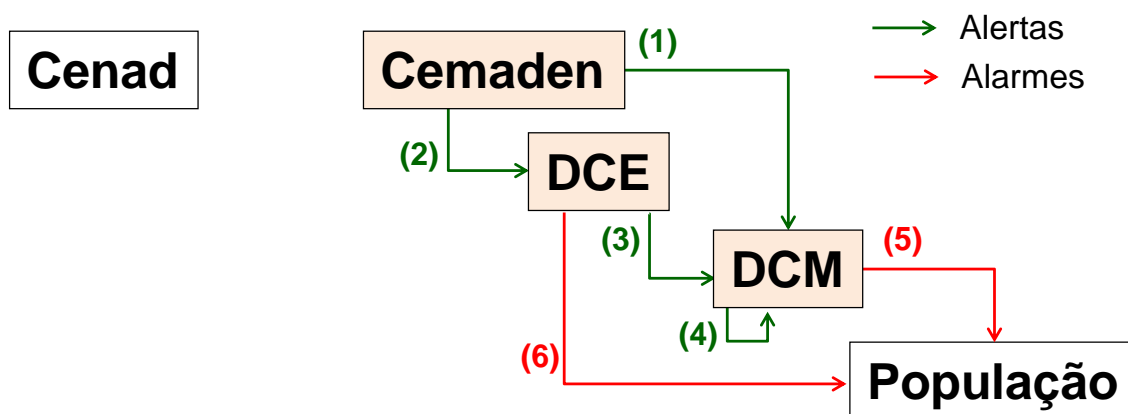 (1)
Alertas
Cenad
Cemaden
Alarmes
(2)
DCE
(3)
(5)
DCM
(4)
(6)
População